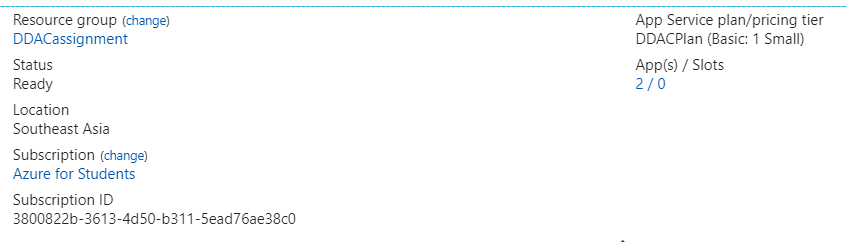 Resource group (change)
DDACassignment
Status
Ready
Location
Southeast Asia
Subscription (change)
Azure for Students
Subscription ID
3800822b-3613-4d50-b311-5ead76ae38c0
App Service plan/pricing tier
DDACPlan (Basic: 1 Small)
App(s) / Slots
2 / 0